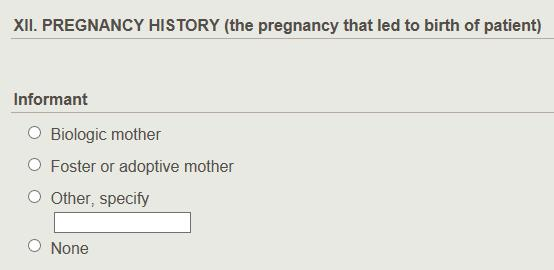 XII. PREGNANCY HISTORY (the pregnancy that led to birth of patient)
Informant
Biologic mother
Foster or adoptive mother
Other, specify
None